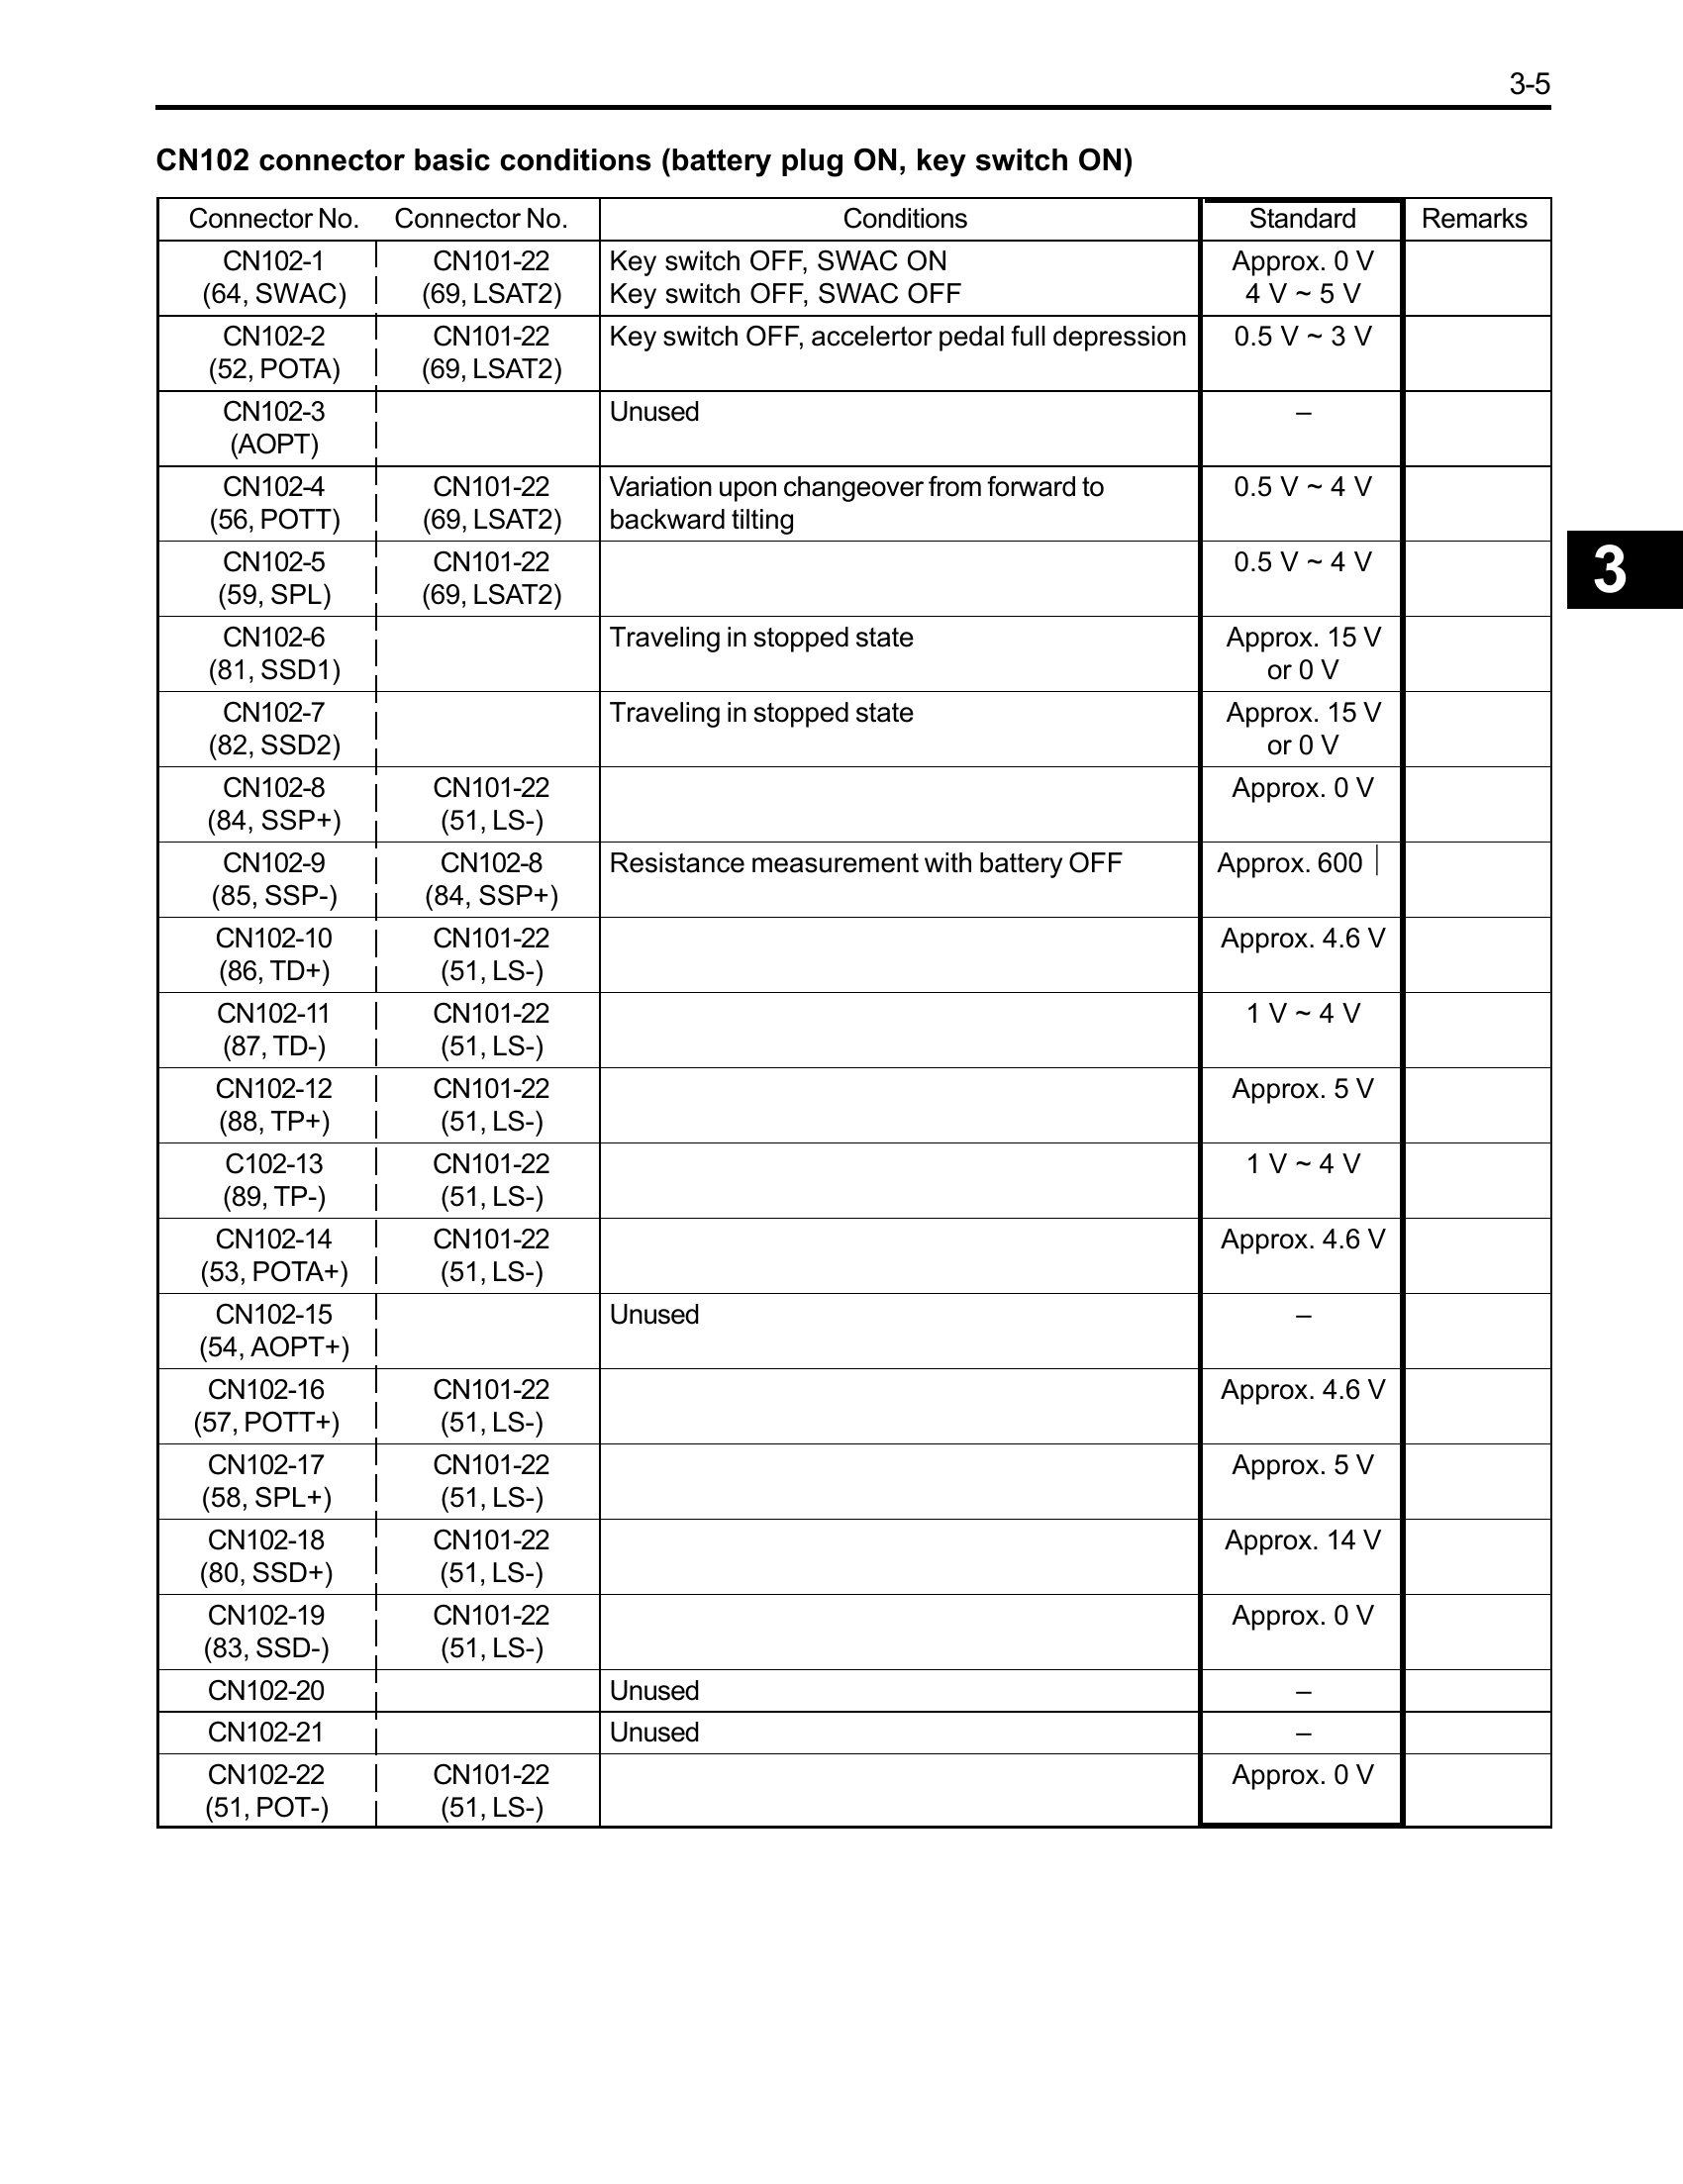 3-5
CN102 connector basic conditions (battery plug ON, key switch ON)
Connector No. Connector No. Conditions Standard Remarks
CN102-1 CN101-22 Key switch OFF, SWAC ON Approx. 0 V
(64, SWAC) (69, LSAT2) Key switch OFF, SWAC OFF 4 V ~ 5 V
CN102-2 CN101-22 Key switch OFF, accelertor pedal full depression 0.5 V ~ 3 V
(52, POTA) (69, LSAT2)
CN102-3 Unused –
(AOPT)
CN102-4 CN101-22 Variation upon changeover from forward to 0.5 V ~ 4 V
(56, POTT) (69, LSAT2) backward tilting
3
CN102-5 CN101-22 0.5 V ~ 4 V
(59, SPL) (69, LSAT2)
CN102-6 Traveling in stopped state Approx. 15 V
(81, SSD1) or 0 V
CN102-7 Traveling in stopped state Approx. 15 V
(82, SSD2) or 0 V
CN102-8 CN101-22 Approx. 0 V
(84, SSP+) (51, LS-)
CN102-9 CN102-8 Resistance measurement with battery OFF Approx. 600 |
(85, SSP-) (84, SSP+)
CN102-10 CN101-22 Approx. 4.6 V
(86, TD+) (51, LS-)
CN102-11 CN101-22 1 V ~ 4 V
(87, TD-) (51, LS-)
CN102-12 CN101-22 Approx. 5 V
(88, TP+) (51, LS-)
C102-13 CN101-22 1 V ~ 4 V
(89, TP-) (51, LS-)
CN102-14 CN101-22 Approx. 4.6 V
(53, POTA+) (51, LS-)
CN102-15 Unused –
(54, AOPT+)
CN102-16 CN101-22 Approx. 4.6 V
(57, POTT+) (51, LS-)
CN102-17 CN101-22 Approx. 5 V
(58, SPL+) (51, LS-)
CN102-18 CN101-22 Approx. 14 V
(80, SSD+) (51, LS-)
CN102-19 CN101-22 Approx. 0 V
(83, SSD-) (51, LS-)
CN102-20 Unused –
CN102-21 Unused –
CN102-22 CN101-22 Approx. 0 V
(51, POT-) (51, LS-)